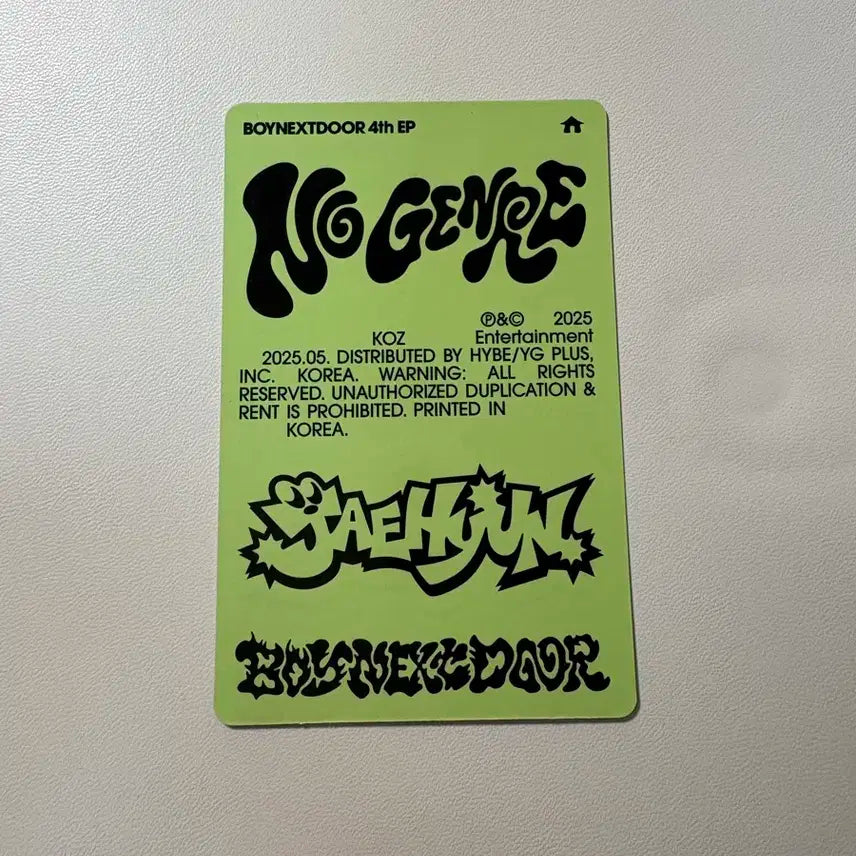 BOYNEXTDOOR 4th EP
NO GENRE
℗&© 2025
KOZ Entertainment
2025.05. DISTRIBUTED BY HYBE/YG PLUS,
INC. KOREA. WARNING: ALL RIGHTS
RESERVED. UNAUTHORIZED DUPLICATION &
RENT IS PROHIBITED. PRINTED IN
KOREA.
JAEHYUN
BOYNEXTDOOR